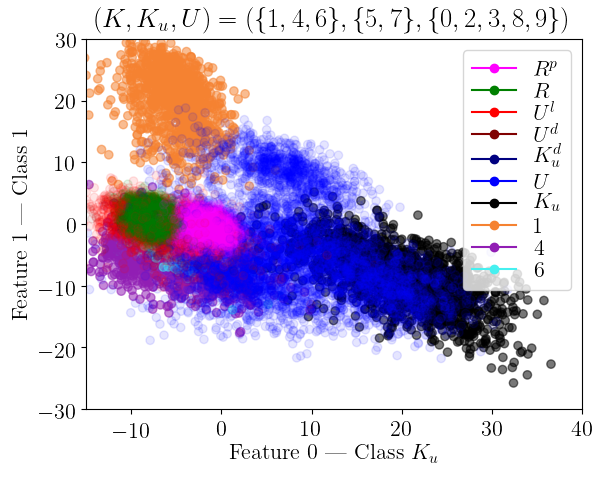 (K, K_u, U) = ({1, 4, 6}, {5, 7}, {0, 2, 3, 8, 9})
30
20
10
0
−10
−20
−30
Feature 1 — Class 1
R^p
R
U^l
U^d
K_u^d
U
K_u
1
4
6
−10
0
10
20
30
40
Feature 0 — Class K_u